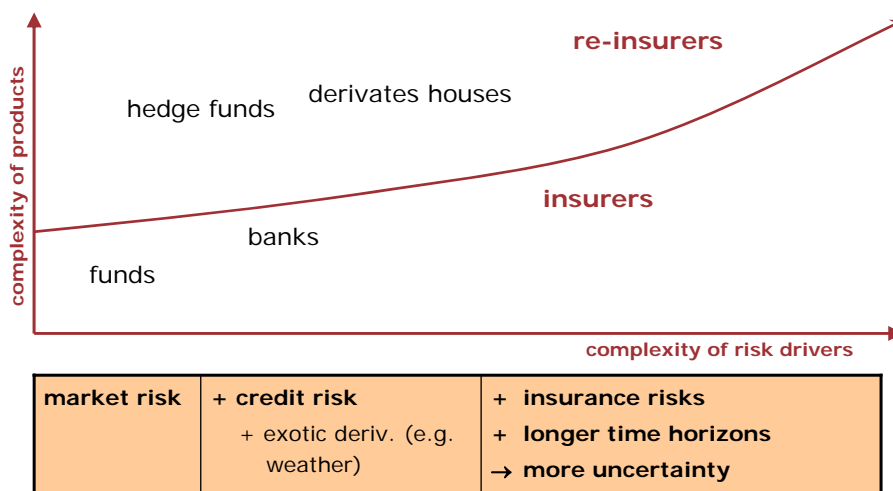 re-insurers
derivates houses
hedge funds
complexity of products
insurers
banks
funds
complexity of risk drivers
market risk
+ credit risk
+ exotic deriv. (e.g.
weather)
+ insurance risks
+ longer time horizons
→ more uncertainty